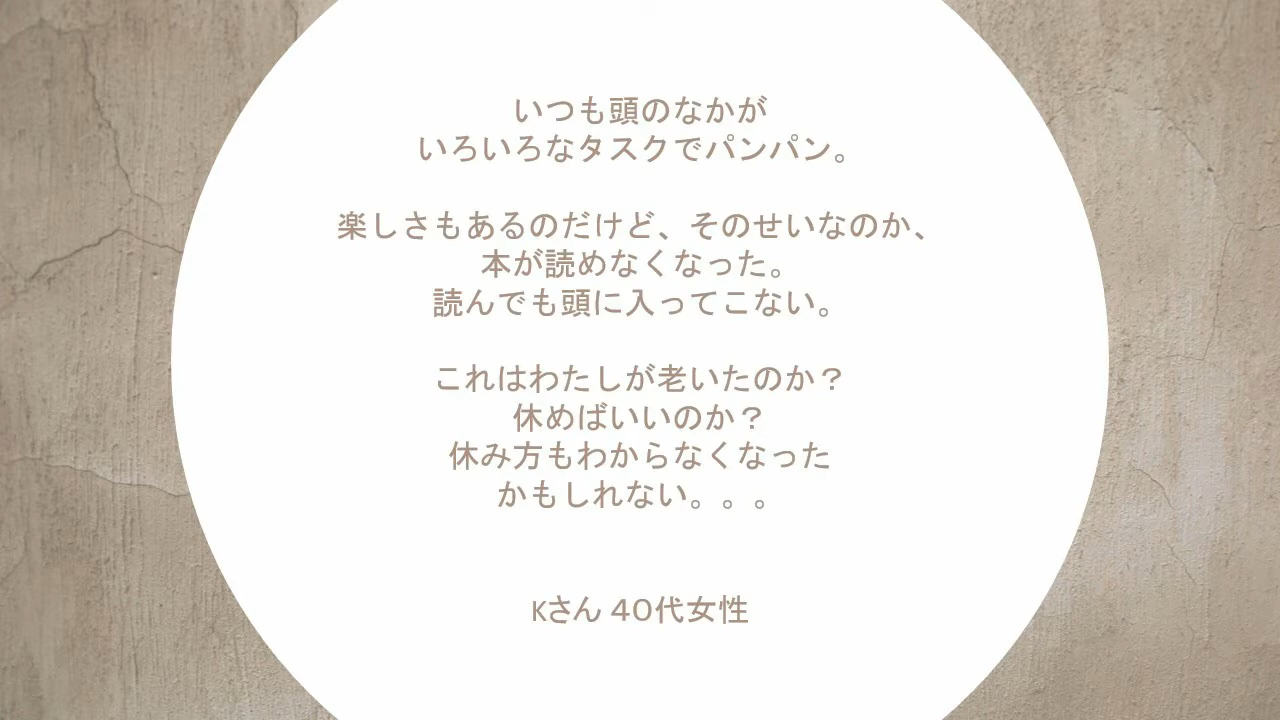 いつも頭のなかが
いろいろなタスクでパンパン。
楽しさもあるのだけど、そのせいなのか、
本が読めなくなった。
読んでも頭に入ってこない。
これはわたしが老いたのか？
休めばいいのか？
休み方もわからなくなった
かもしれない。。。
Kさん 40代女性